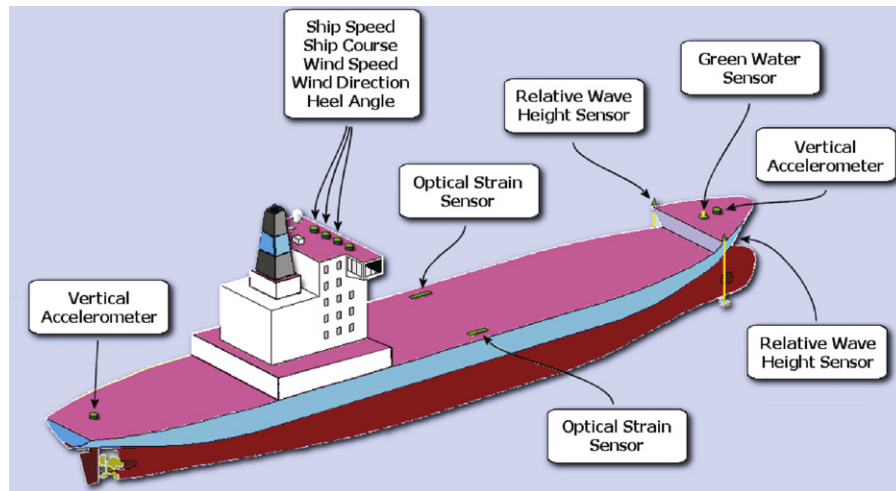 Ship Speed
Ship Course
Wind Speed
Wind Direction
Heel Angle
Green Water
Sensor
Relative Wave
Height Sensor
Vertical
Accelerometer
Optical Strain
Sensor
Vertical
Accelerometer
Relative Wave
Height Sensor
Optical Strain
Sensor